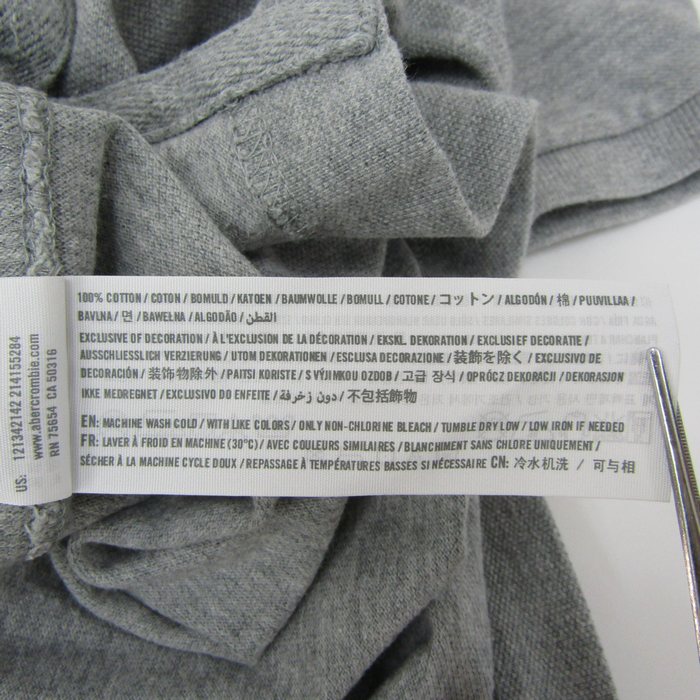 100% COTTON / COTON / BOMULD / KATOEN / BAUMWOLLE / BOMULL / COTONE / コットン / ALGODÓN / 棉 / PUUVILLAA /
BAVLNA / 면 / BAWEŁNA / ALGODÃO / القطن
EXCLUSIVE OF DECORATION / À L'EXCLUSION DE LA DÉCORATION / EKSKL. DEKORATION / EXCLUSIEF DECORATIE /
AUSSCHLIESSLICH VERZIERUNG / UTOM DEKORATIONEN / ESCLUSA DECORAZIONE / 装飾を除く / EXCLUSIVO DE
DECORACIÓN / 装饰物除外 / PAITSI KORISTE / S VÝJIMKOU OZDOB / 고급 장식 / OPRÓCZ DEKORACJI / DEKORASJON
IKKE MEDREGNET / EXCLUSIVO DO ENFEITE / دون زخرفة / 不包括飾物
EN: MACHINE WASH COLD / WITH LIKE COLORS / ONLY NON-CHLORINE BLEACH / TUMBLE DRY LOW / LOW IRON IF NEEDED
FR: LAVER À FROID EN MACHINE (30°C) / AVEC COULEURS SIMILAIRES / BLANCHIMENT SANS CHLORE UNIQUEMENT /
SÉCHER À LA MACHINE CYCLE DOUX / REPASSAGE À TEMPÉRATURES BASSES SI NÉCESSAIRE CN: 冷水机洗 / 可与相
US: 121342142 214155284
www.abercrombie.com
RN 75654 CA 50316